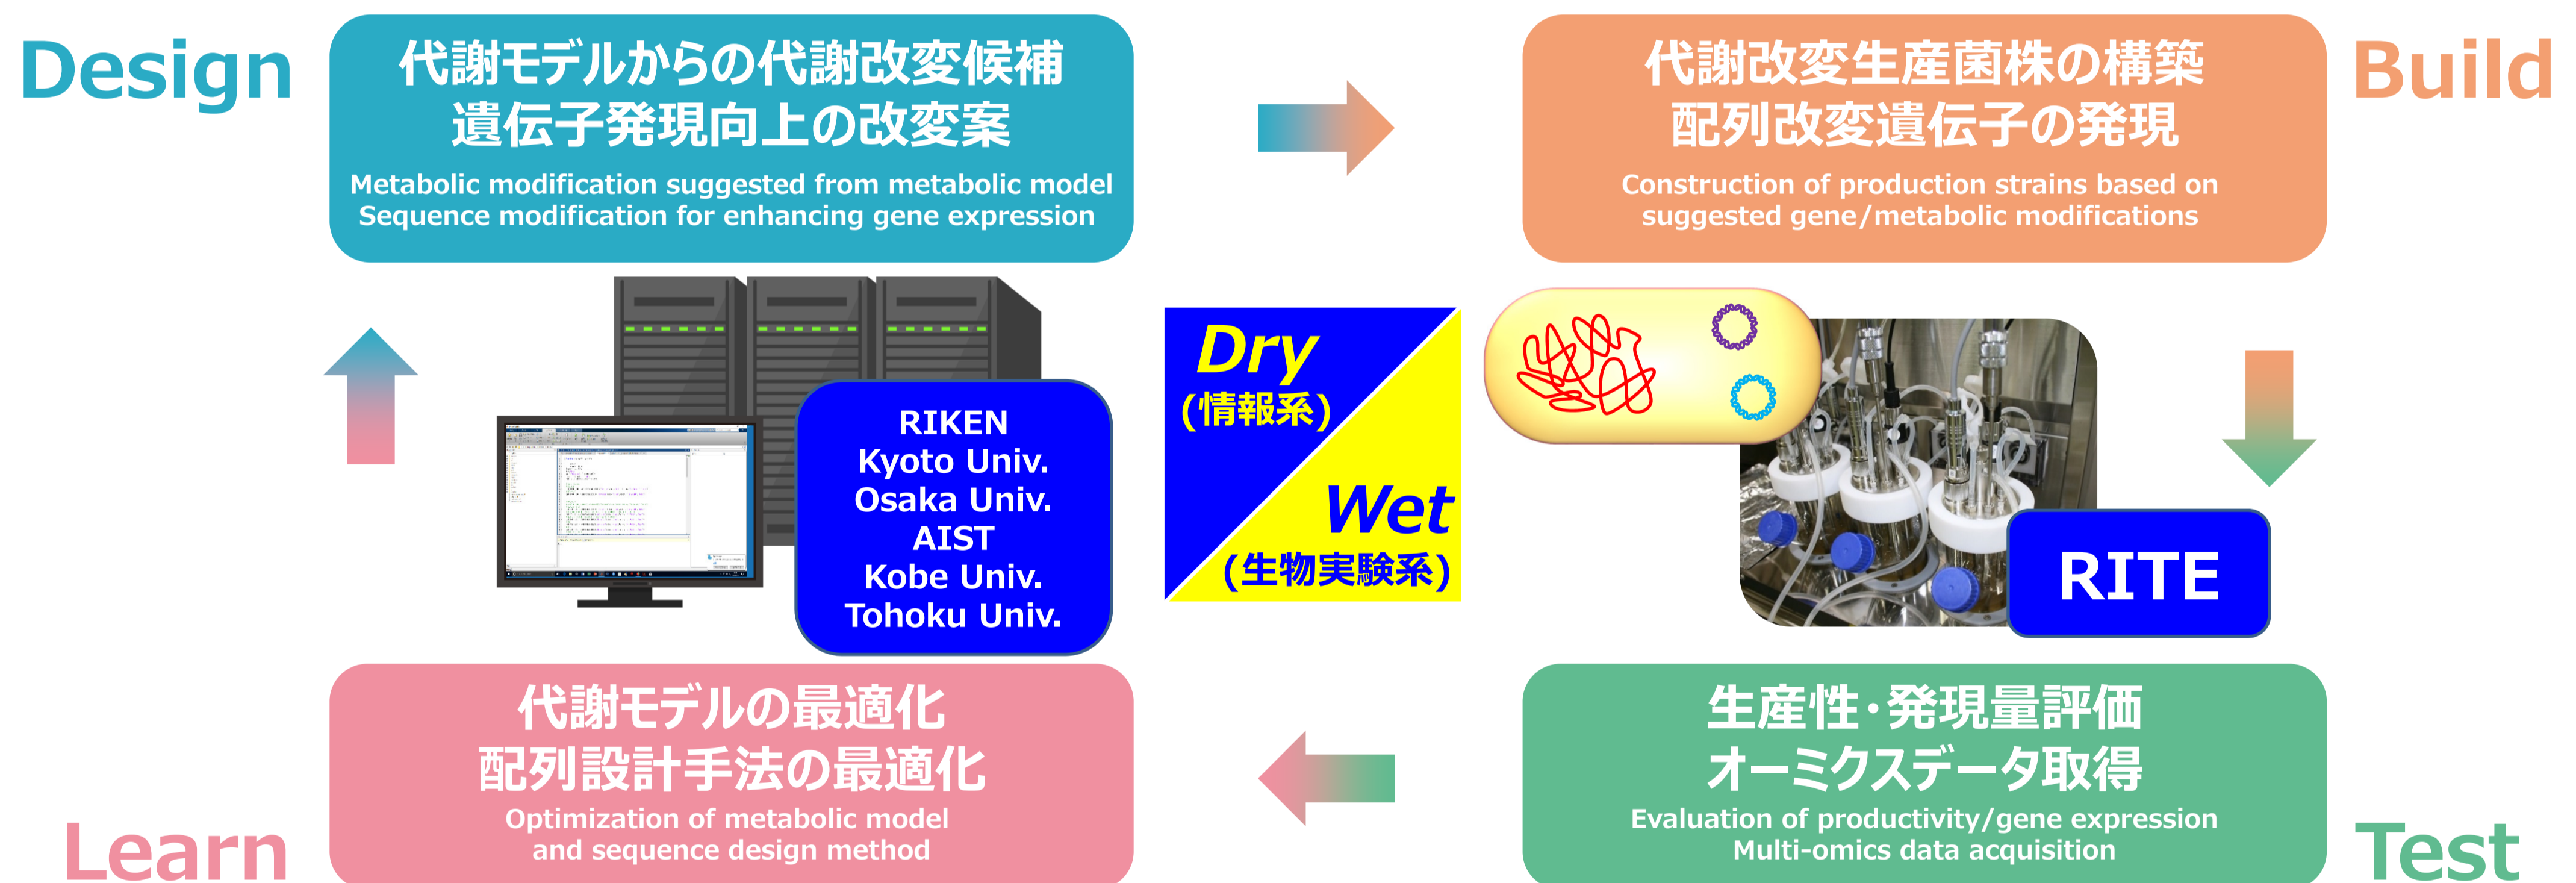 Design
代謝モデルからの代謝改変候補
遺伝子発現向上の改変案
Metabolic modification suggested from metabolic model
Sequence modification for enhancing gene expression
代謝改変生産菌株の構築
配列改変遺伝子の発現
Construction of production strains based on
suggested gene/metabolic modifications
Build
RIKEN
Kyoto Univ.
Osaka Univ.
AIST
Kobe Univ.
Tohoku Univ.
Dry
(情報系)
Wet
(生物実験系)
RITE
Learn
代謝モデルの最適化
配列設計手法の最適化
Optimization of metabolic model
and sequence design method
生産性・発現量評価
オーミクスデータ取得
Evaluation of productivity/gene expression
Multi-omics data acquisition
Test